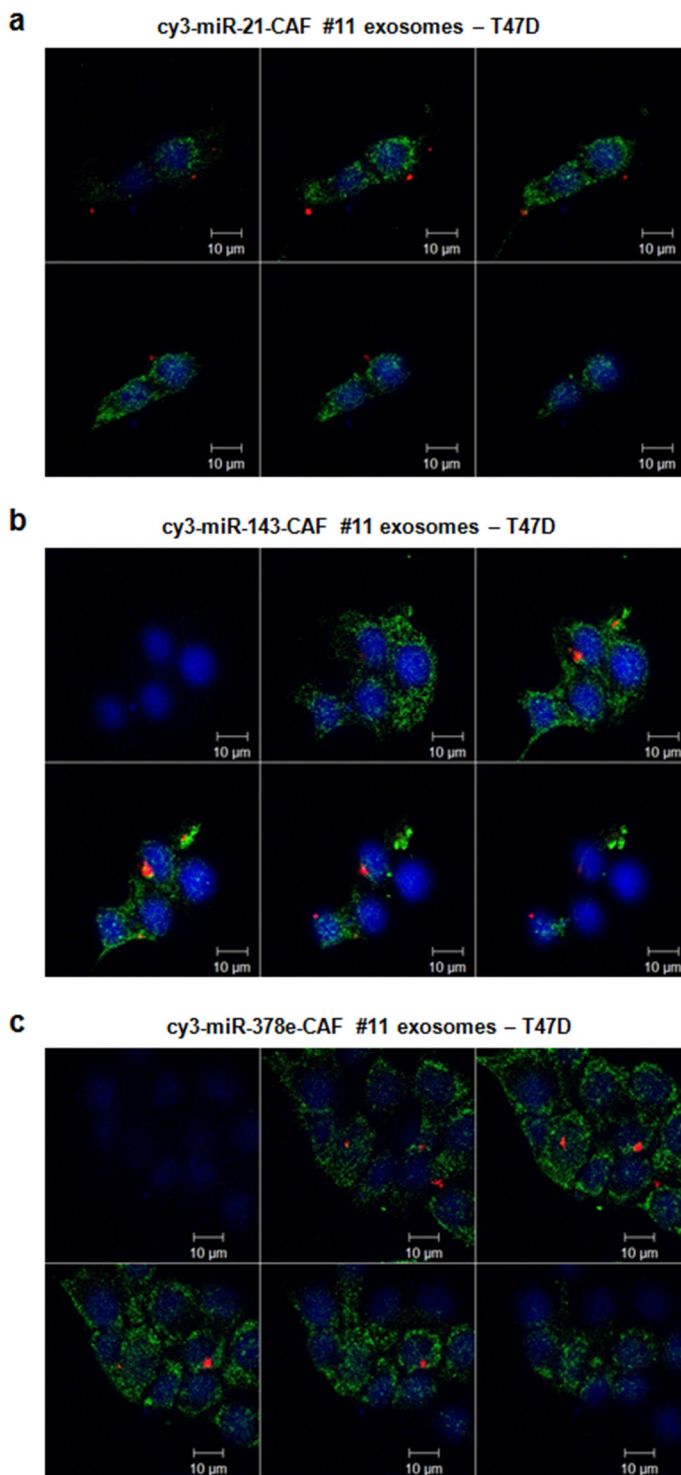 a
cy3-miR-21-CAF #11 exosomes – T47D
10 µm
10 µm
10 µm
10 µm
10 µm
10 µm
b
cy3-miR-143-CAF #11 exosomes – T47D
10 µm
10 µm
10 µm
10 µm
10 µm
10 µm
c
cy3-miR-378e-CAF #11 exosomes – T47D
10 µm
10 µm
10 µm
10 µm
10 µm
10 µm